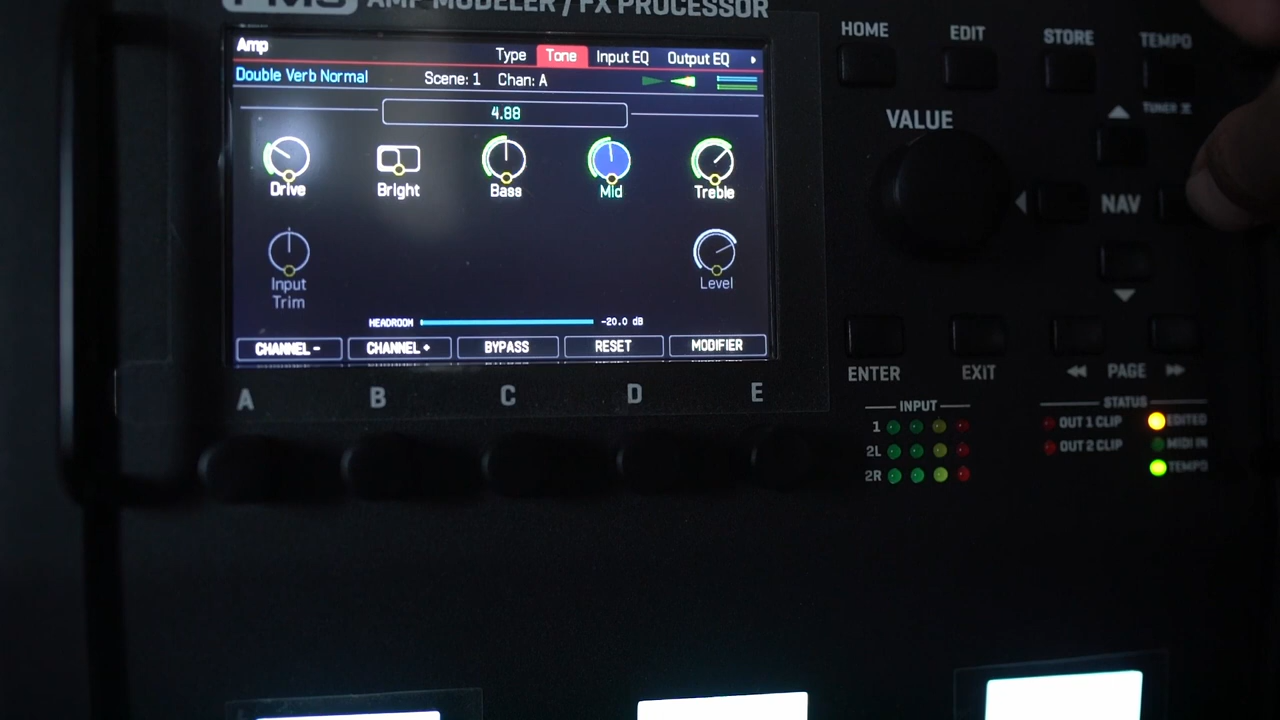 AMP MODELER / FX PROCESSOR
Amp
Type Tone Input EQ Output EQ
Double Verb Normal Scene: 1 Chan: A
4.88
Drive Bright Bass Mid Treble
Input Trim
Level
HEADROOM -20.0 dB
CHANNEL - CHANNEL + BYPASS RESET MODIFIER
A B C D E
HOME EDIT STORE TEMPO
TUNER
VALUE
NAV
ENTER EXIT PAGE
INPUT
1
2L
2R
STATUS
OUT 1 CLIP EDITED
OUT 2 CLIP MIDI IN
TEMPO